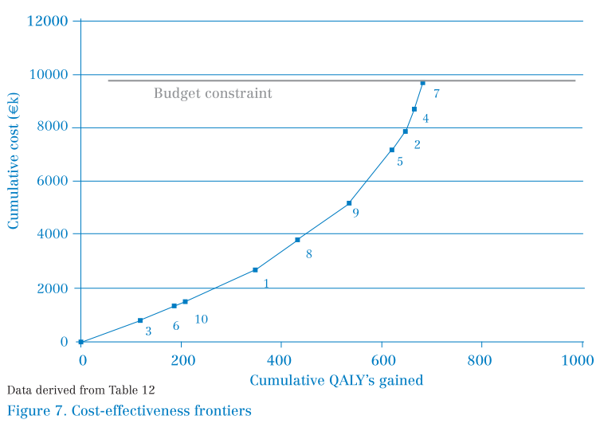 12000
10000
Budget constraint
7
Cumulative cost (€k)
8000
4
2
5
6000
9
4000
8
1
2000
10
6
3
0
0 200 400 600 800 1000
Cumulative QALY's gained
Data derived from Table 12
Figure 7. Cost-effectiveness frontiers